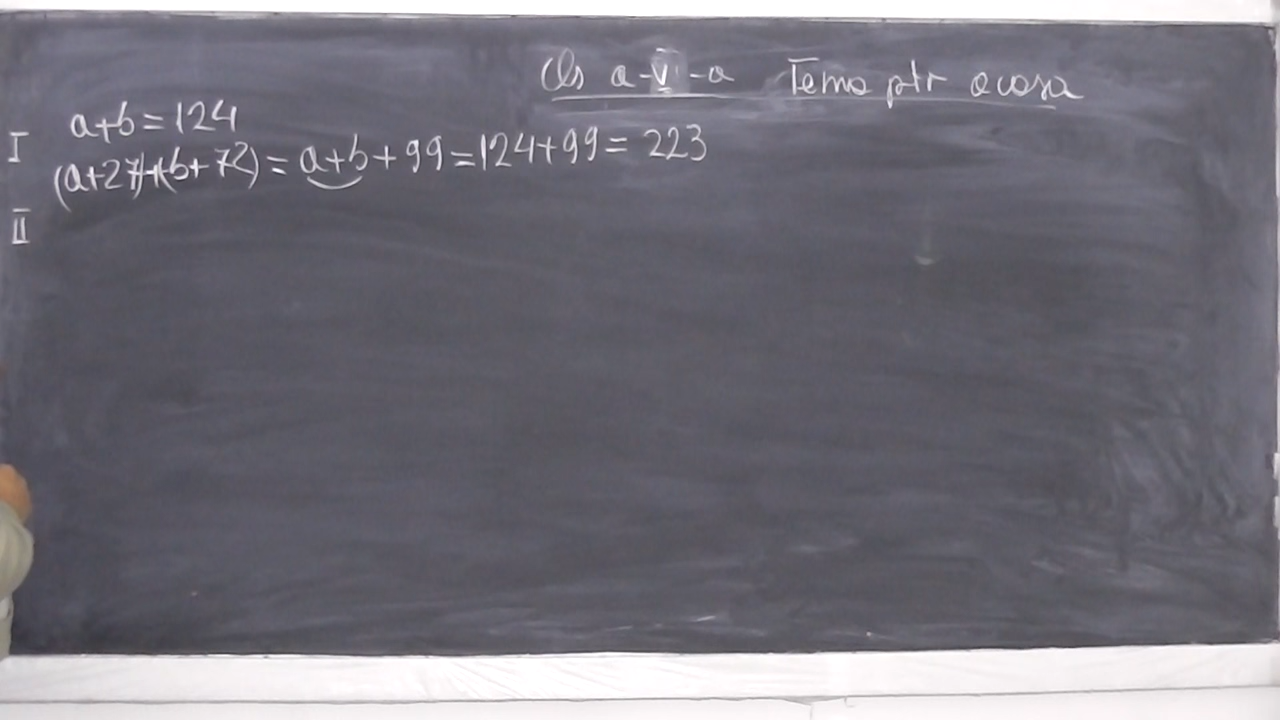 Cls a-V-a Tema ptr acasa
I a+b=124
(a+27)+(b+72) = a+b+99=124+99= 223
II